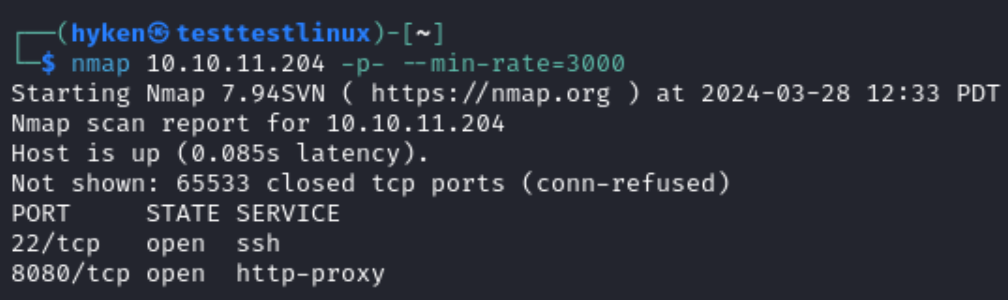 ┌──(hyken㉿testtestlinux)-[~]
└─$ nmap 10.10.11.204 -p- --min-rate=3000
Starting Nmap 7.94SVN ( https://nmap.org ) at 2024-03-28 12:33 PDT
Nmap scan report for 10.10.11.204
Host is up (0.085s latency).
Not shown: 65533 closed tcp ports (conn-refused)
PORT     STATE SERVICE
22/tcp   open  ssh
8080/tcp open  http-proxy